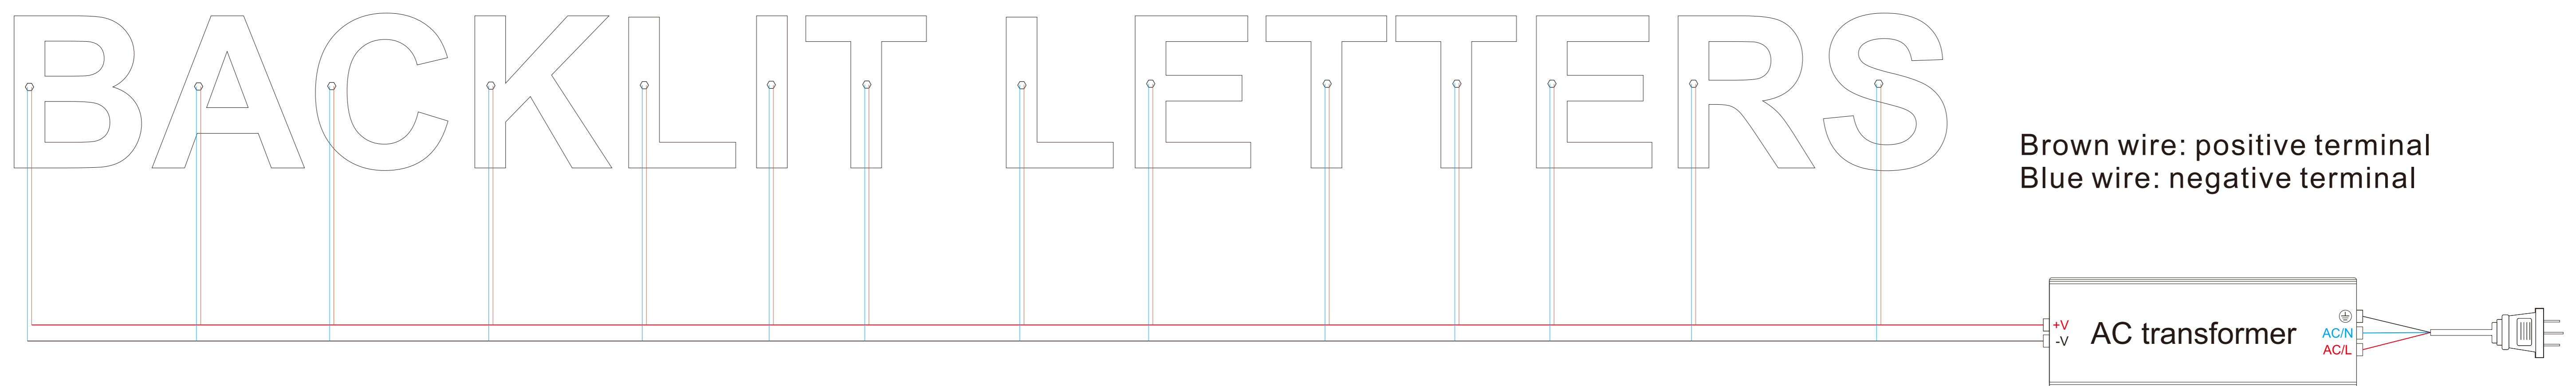 BACKLIT LETTERS
Brown wire: positive terminal
Blue wire: negative terminal
+V
-V
AC transformer
AC/N
AC/L